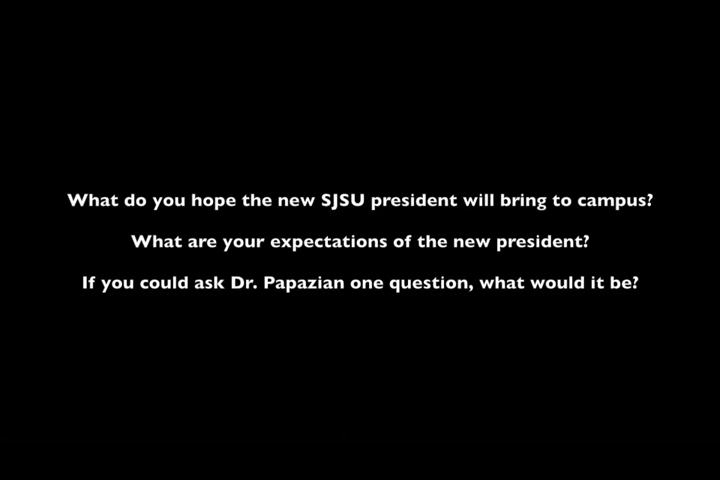 What do you hope the new SJSU president will bring to campus?
What are your expectations of the new president?
If you could ask Dr. Papazian one question, what would it be?